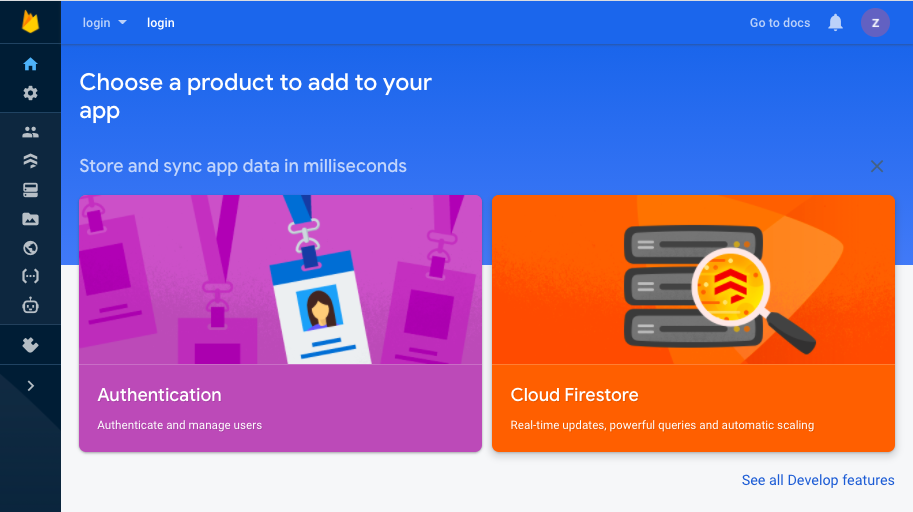 login login Go to docs Z
Choose a product to add to your
app
Store and sync app data in milliseconds
Authentication
Authenticate and manage users
Cloud Firestore
Real-time updates, powerful queries and automatic scaling
See all Develop features